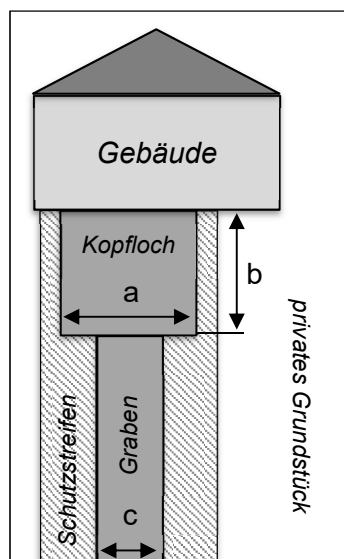 Gebäude
Kopfloch
a
b
privates Grundstück
Schutzstreifen
Graben
c